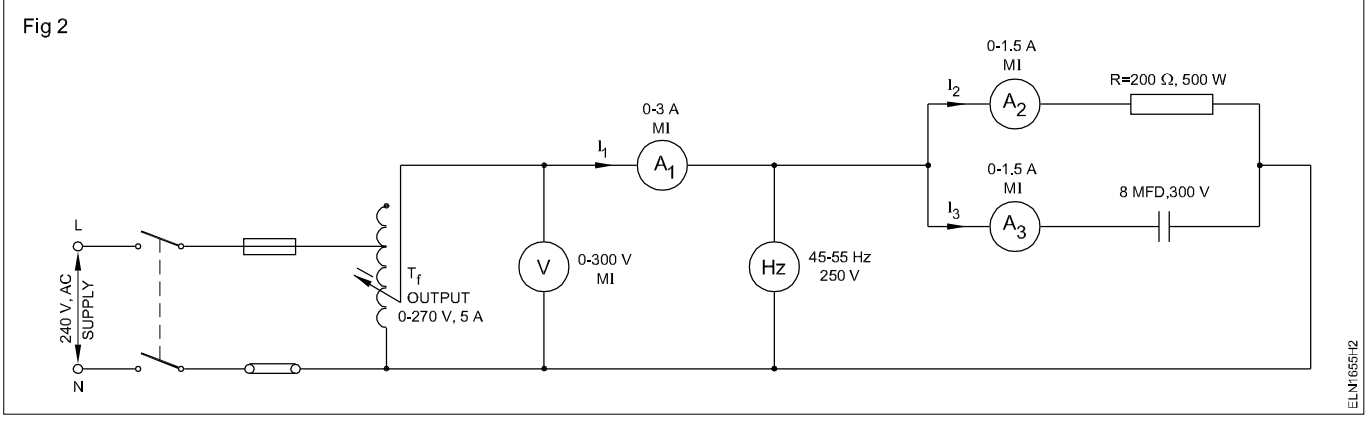 Fig 2
L
240 V, AC
SUPPLY
N
T_f
OUTPUT
0-270 V, 5 A
V
0-300 V
MI
0-3 A
MI
I₁
A₁
Hz
45-55 Hz
250 V
0-1.5 A
MI
I₂
A₂
R=200 Ω, 500 W
0-1.5 A
MI
I₃
A₃
8 MFD,300 V
ELN1655H2